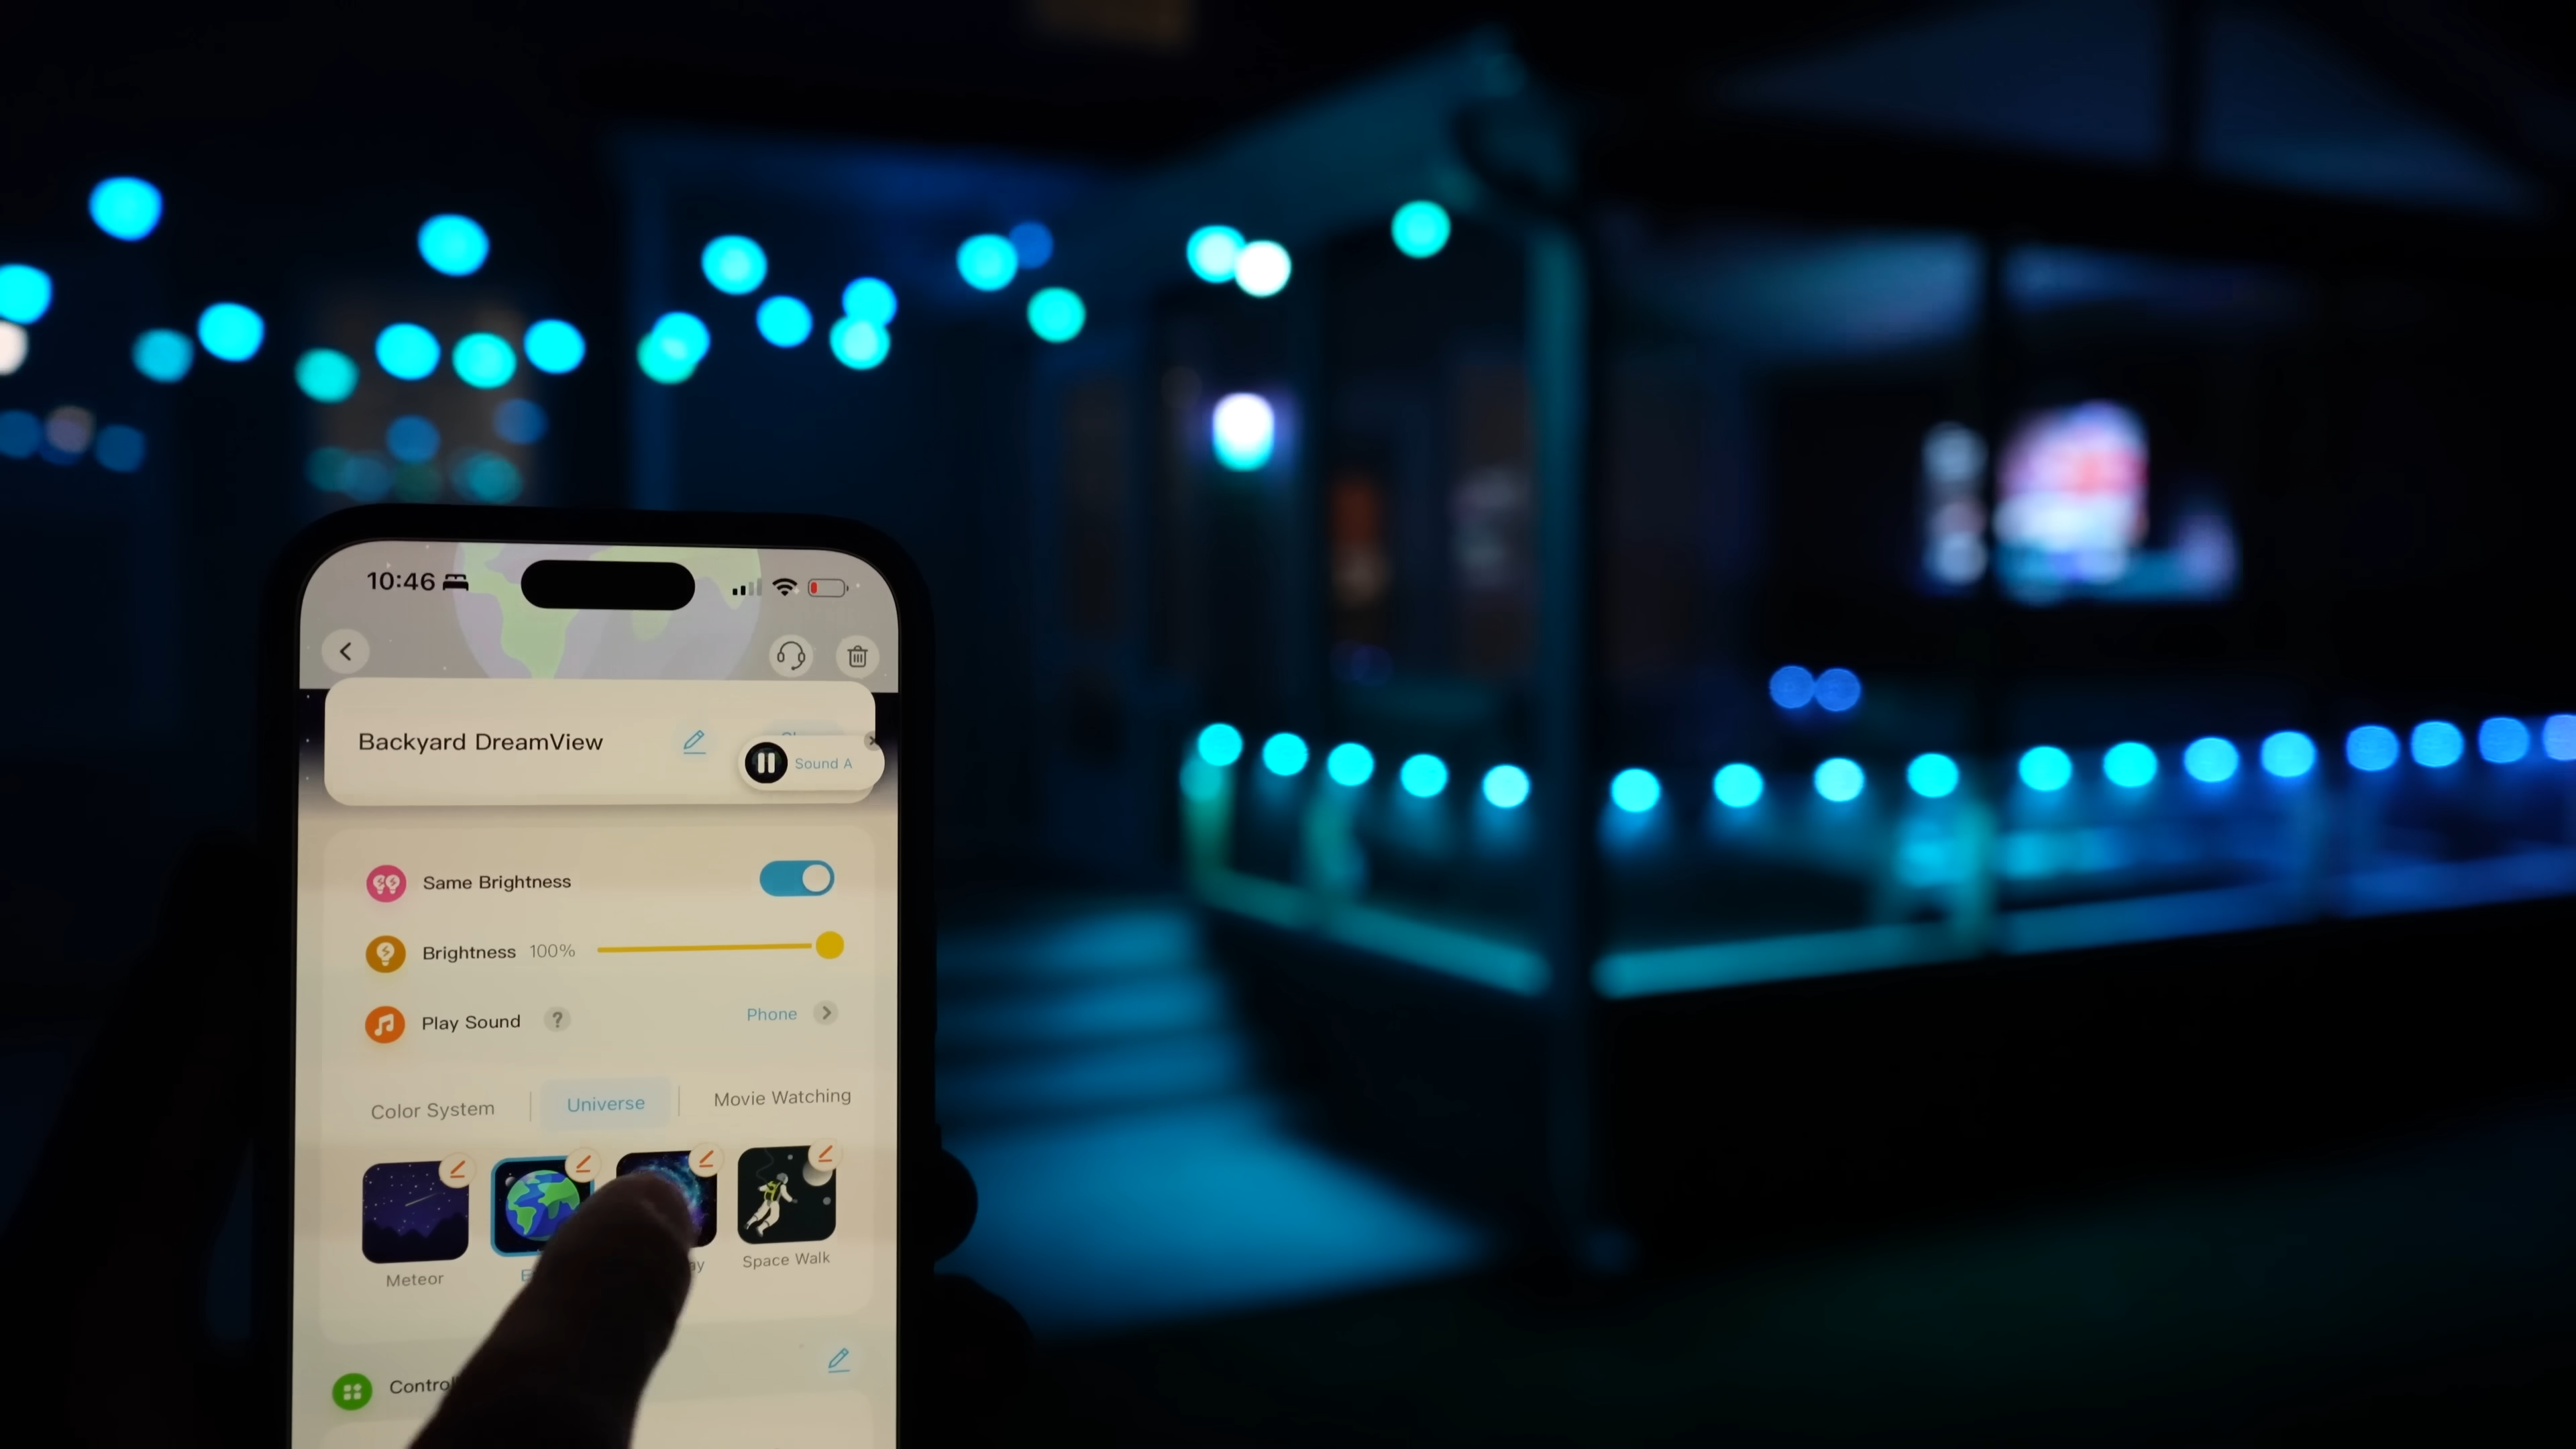 10:46
Backyard DreamView
Sound A
Same Brightness
Brightness 100%
Play Sound ?
Phone
Color System
Universe
Movie Watching
Meteor
Space Walk